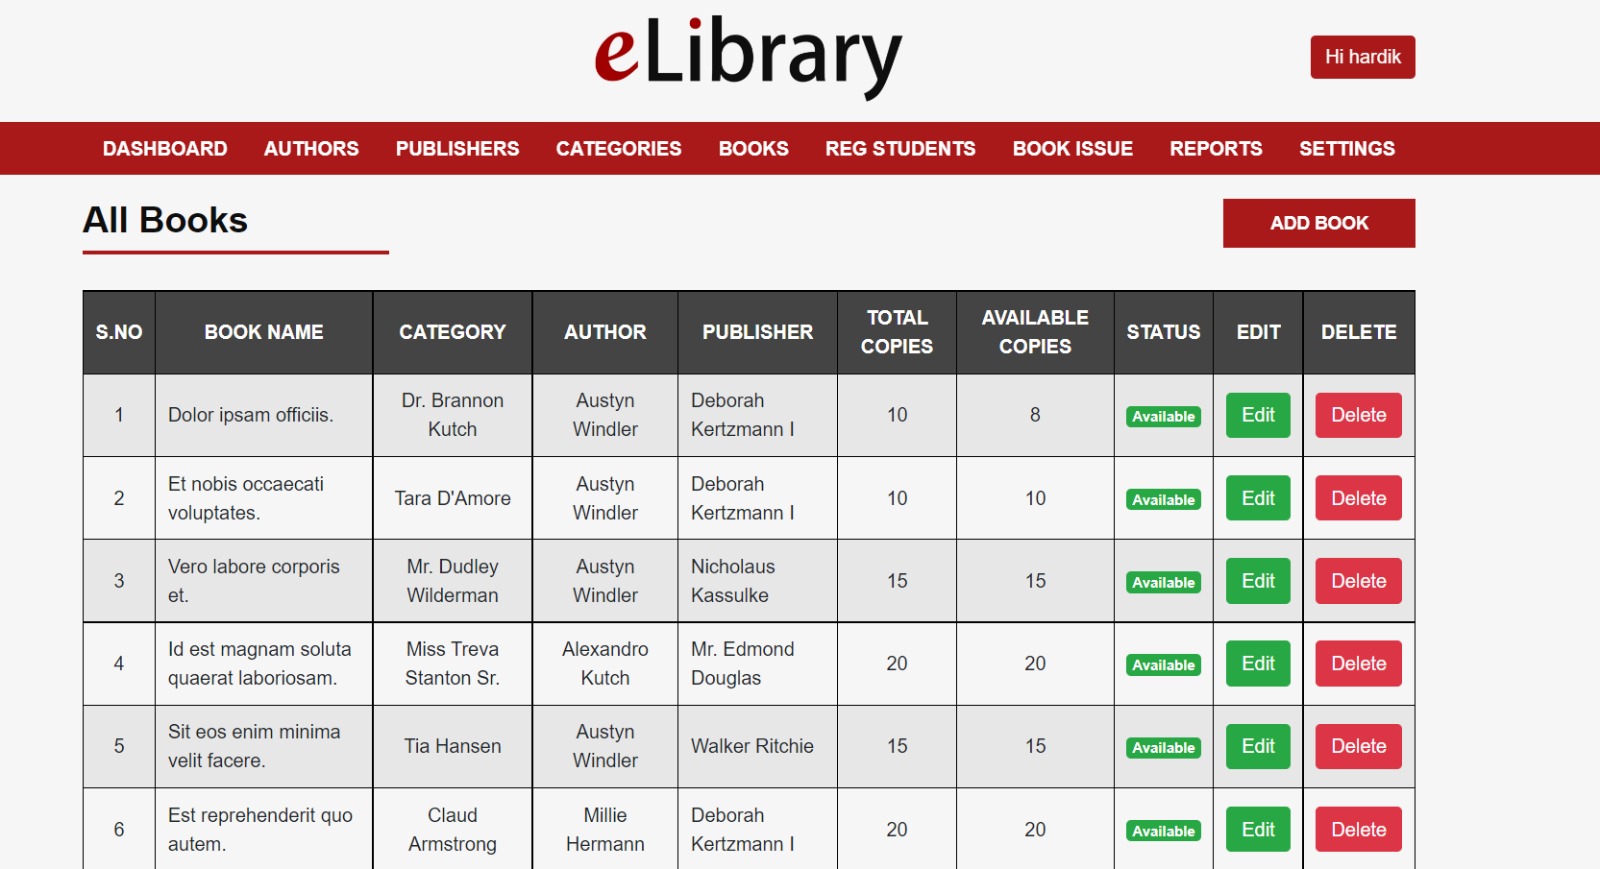 eLibrary
Hi hardik
DASHBOARD AUTHORS PUBLISHERS CATEGORIES BOOKS REG STUDENTS BOOK ISSUE REPORTS SETTINGS
All Books
ADD BOOK
S.NO BOOK NAME CATEGORY AUTHOR PUBLISHER TOTAL COPIES AVAILABLE COPIES STATUS EDIT DELETE
1 Dolor ipsam officiis. Dr. Brannon Kutch Austyn Windler Deborah Kertzmann I 10 8 Available Edit Delete
2 Et nobis occaecati voluptates. Tara D'Amore Austyn Windler Deborah Kertzmann I 10 10 Available Edit Delete
3 Vero labore corporis et. Mr. Dudley Wilderman Austyn Windler Nicholaus Kassulke 15 15 Available Edit Delete
4 Id est magnam soluta quaerat laboriosam. Miss Treva Stanton Sr. Alexandro Kutch Mr. Edmond Douglas 20 20 Available Edit Delete
5 Sit eos enim minima velit facere. Tia Hansen Austyn Windler Walker Ritchie 15 15 Available Edit Delete
6 Est reprehenderit quo autem. Claud Armstrong Millie Hermann Deborah Kertzmann I 20 20 Available Edit Delete